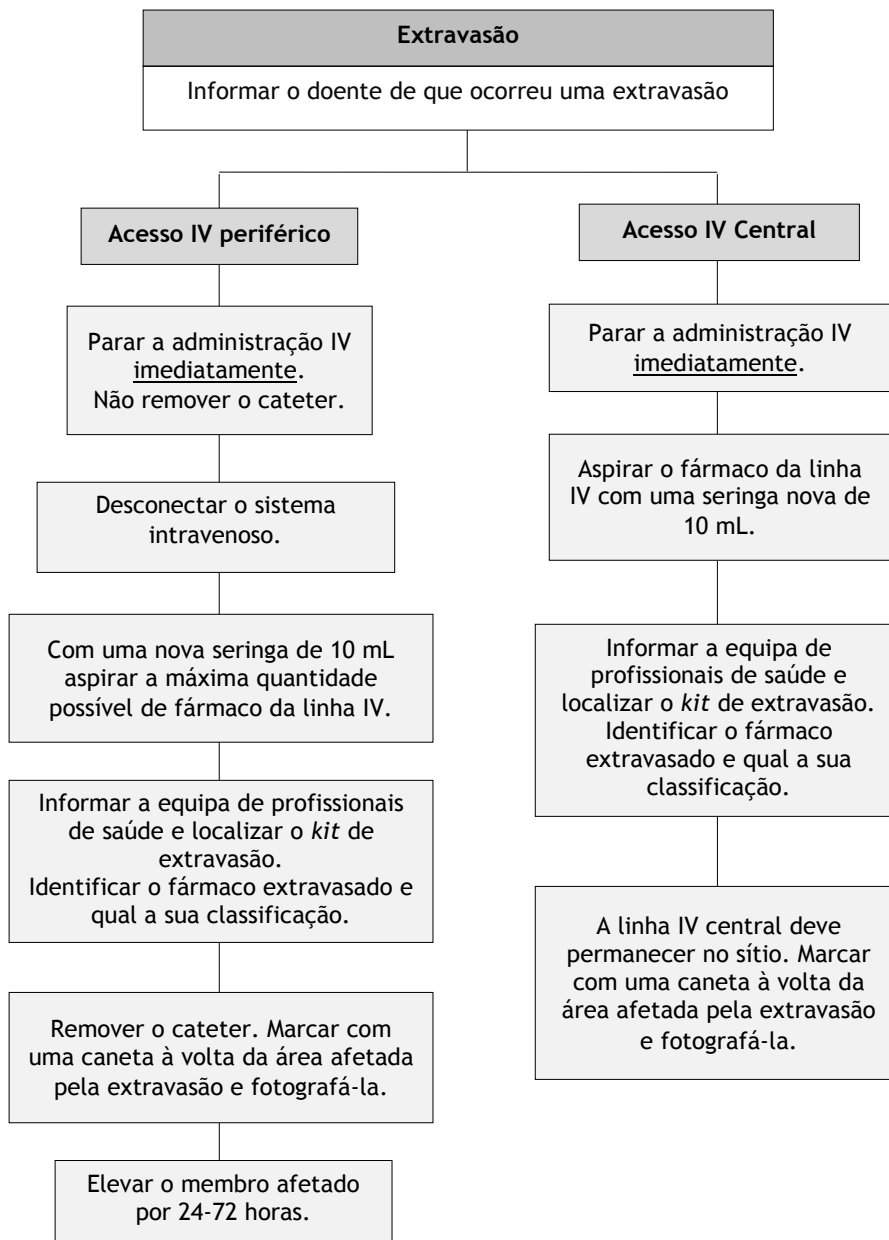 Extravasão
Informar o doente de que ocorreu uma extravasão
Acesso IV periférico
Parar a administração IV
imediatamente.
Não remover o cateter.
Desconectar o sistema
intravenoso.
Com uma nova seringa de 10 mL
aspirar a máxima quantidade
possível de fármaco da linha IV.
Informar a equipa de profissionais
de saúde e localizar o kit de
extravasão.
Identificar o fármaco extravasado e
qual a sua classificação.
Remover o cateter. Marcar com
uma caneta à volta da área afetada
pela extravasão e fotografá-la.
Elevar o membro afetado
por 24-72 horas.
Acesso IV Central
Parar a administração IV
imediatamente.
Aspirar o fármaco da linha
IV com uma seringa nova de
10 mL.
Informar a equipa de
profissionais de saúde e
localizar o kit de extravasão.
Identificar o fármaco
extravasado e qual a sua
classificação.
A linha IV central deve
permanecer no sítio. Marcar
com uma caneta à volta da
área afetada pela extravasão
e fotografá-la.